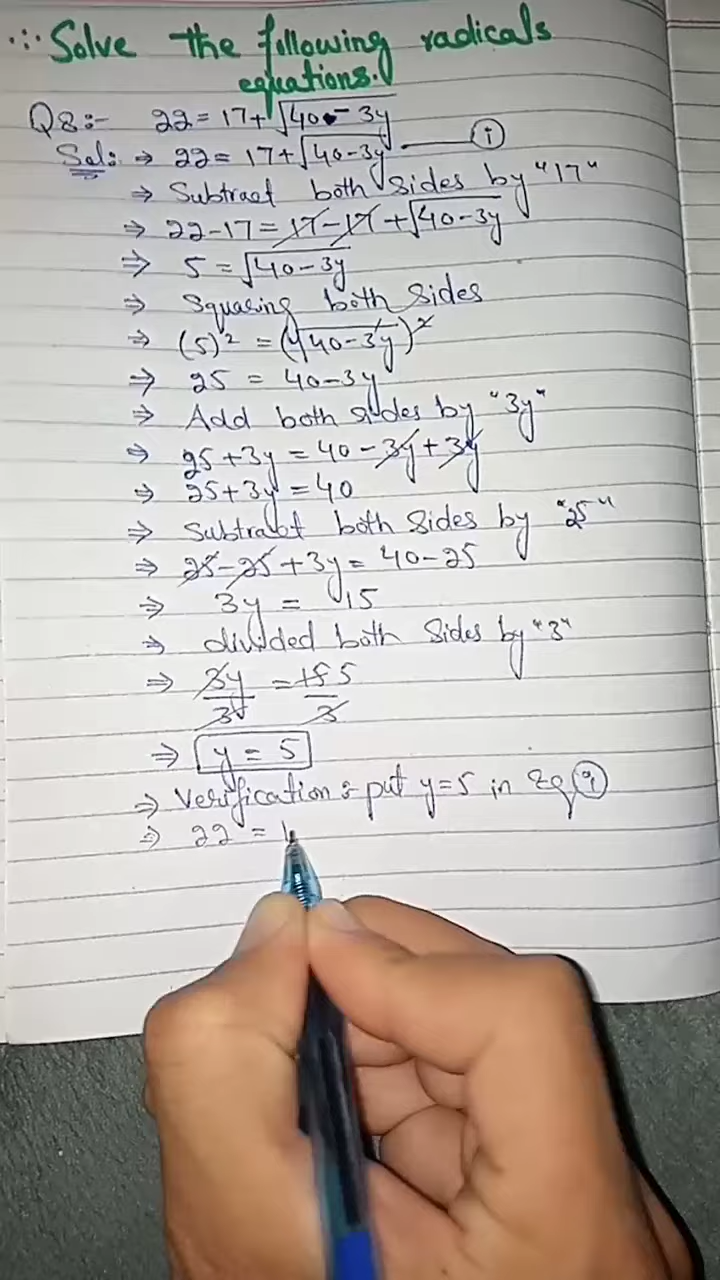 ∴ Solve the following radicals
equations.
Q8:- 22 = 17 + √40 - 3y
Sol: ⇒ 22 = 17 + √40-3y — (i)
⇒ Subtract both sides by "17"
⇒ 22-17 = 17-17 + √40-3y
⇒ 5 = √40-3y
⇒ Squaring both sides
⇒ (5)² = (√40-3y)²
⇒ 25 = 40-3y
⇒ Add both sides by "3y"
⇒ 25+3y = 40-3y+3y
⇒ 25+3y = 40
⇒ Subtract both sides by "25"
⇒ 25-25+3y = 40-25
⇒ 3y = 15
⇒ divided both sides by "3"
⇒ 3y/3 = 15/3 5
⇒ y = 5
⇒ Verification: put y=5 in Eq (i)
⇒ 22 = 1